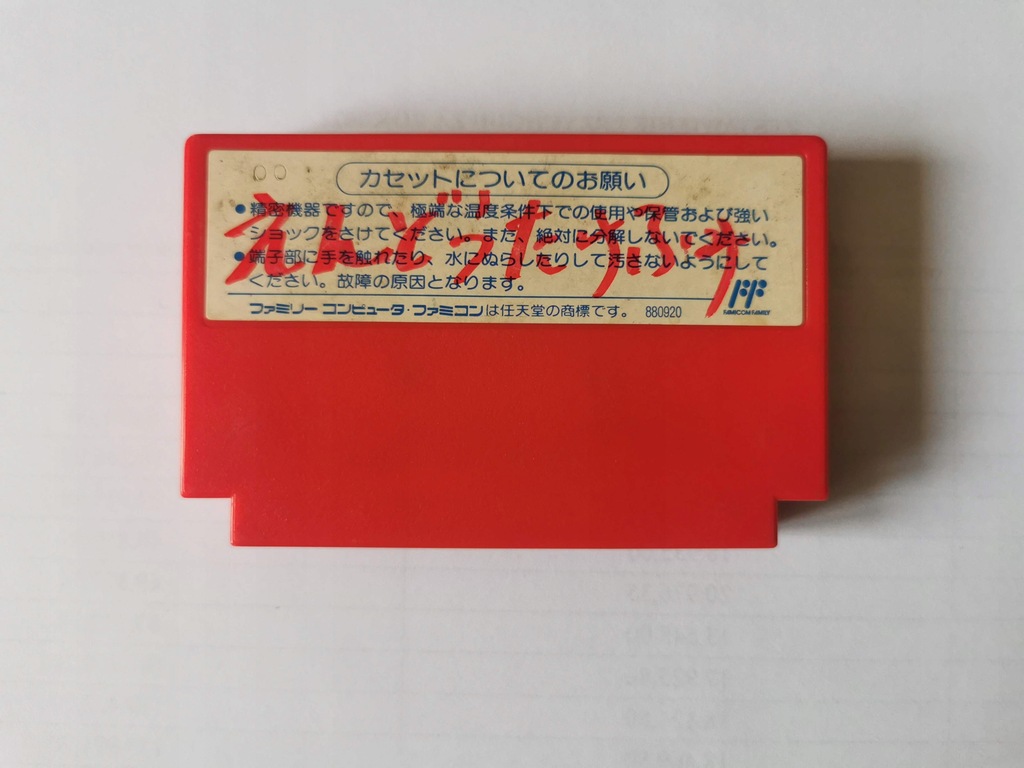 カセットについてのお願い
●精密機器ですので、極端な温度条件下での使用や保管および強い
ショックをさけてください。また、絶対に分解しないでください。
●端子部に手を触れたり、水にぬらしたりして汚さないようにして
ください。故障の原因となります。
ファミリーコンピュータ・ファミコンは任天堂の商標です。 880920
FAMICOM FAMILY
えんどう